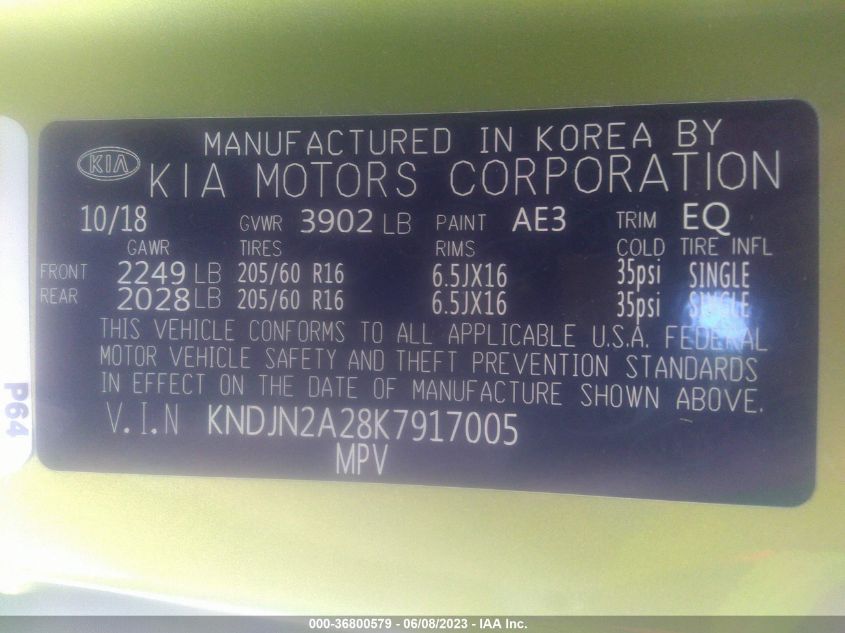 MANUFACTURED IN KOREA BY
KIA KIA MOTORS CORPORATION
10/18 GVWR 3902 LB PAINT AE3 TRIM EQ
GAWR TIRES RIMS COLD TIRE INFL
FRONT 2249 LB 205/60 R16 6.5JX16 35psi SINGLE
REAR 2028 LB 205/60 R16 6.5JX16 35psi SINGLE
THIS VEHICLE CONFORMS TO ALL APPLICABLE U.S.A. FEDERAL
MOTOR VEHICLE SAFETY AND THEFT PREVENTION STANDARDS
IN EFFECT ON THE DATE OF MANUFACTURE SHOWN ABOVE.
V.I.N KNDJN2A28K7917005
MPV
P64
000-36800579 - 06/08/2023 - IAA Inc.